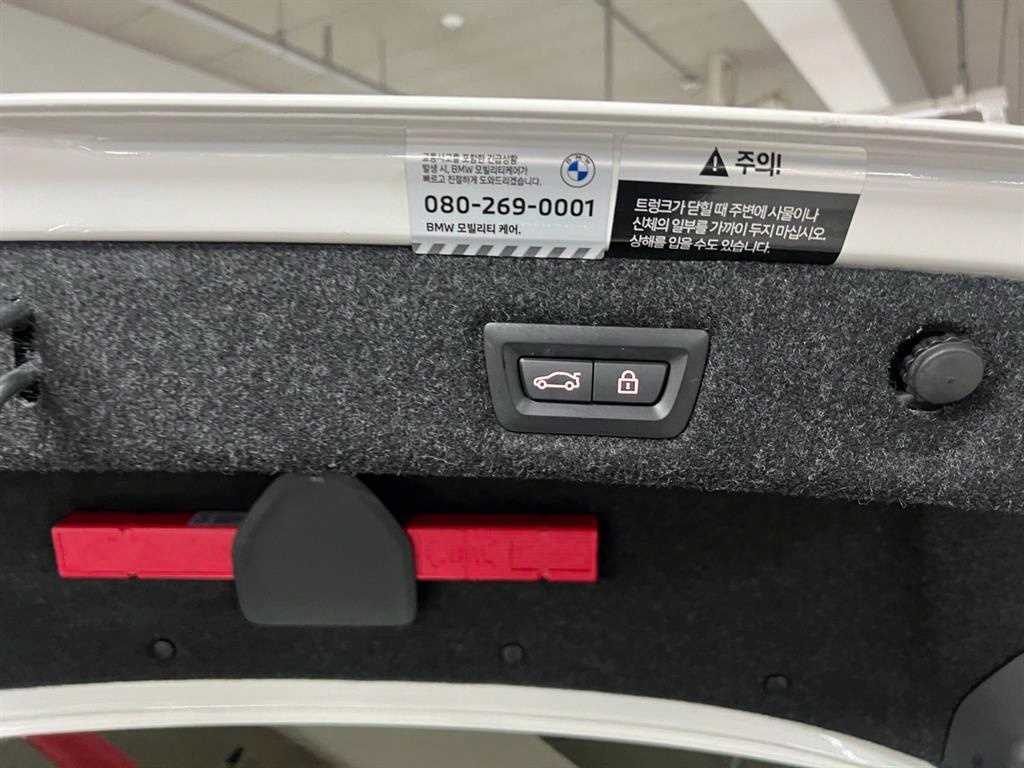 교통사고를 포함한 긴급상황
발생 시, BMW 모빌리티케어가
빠르고 친절하게 도와드리겠습니다.
BMW
080-269-0001
BMW 모빌리티 케어.
주의!
트렁크가 닫힐 때 주변에 사물이나
신체의 일부를 가까이 두지 마십시오.
상해를 입을 수도 있습니다.